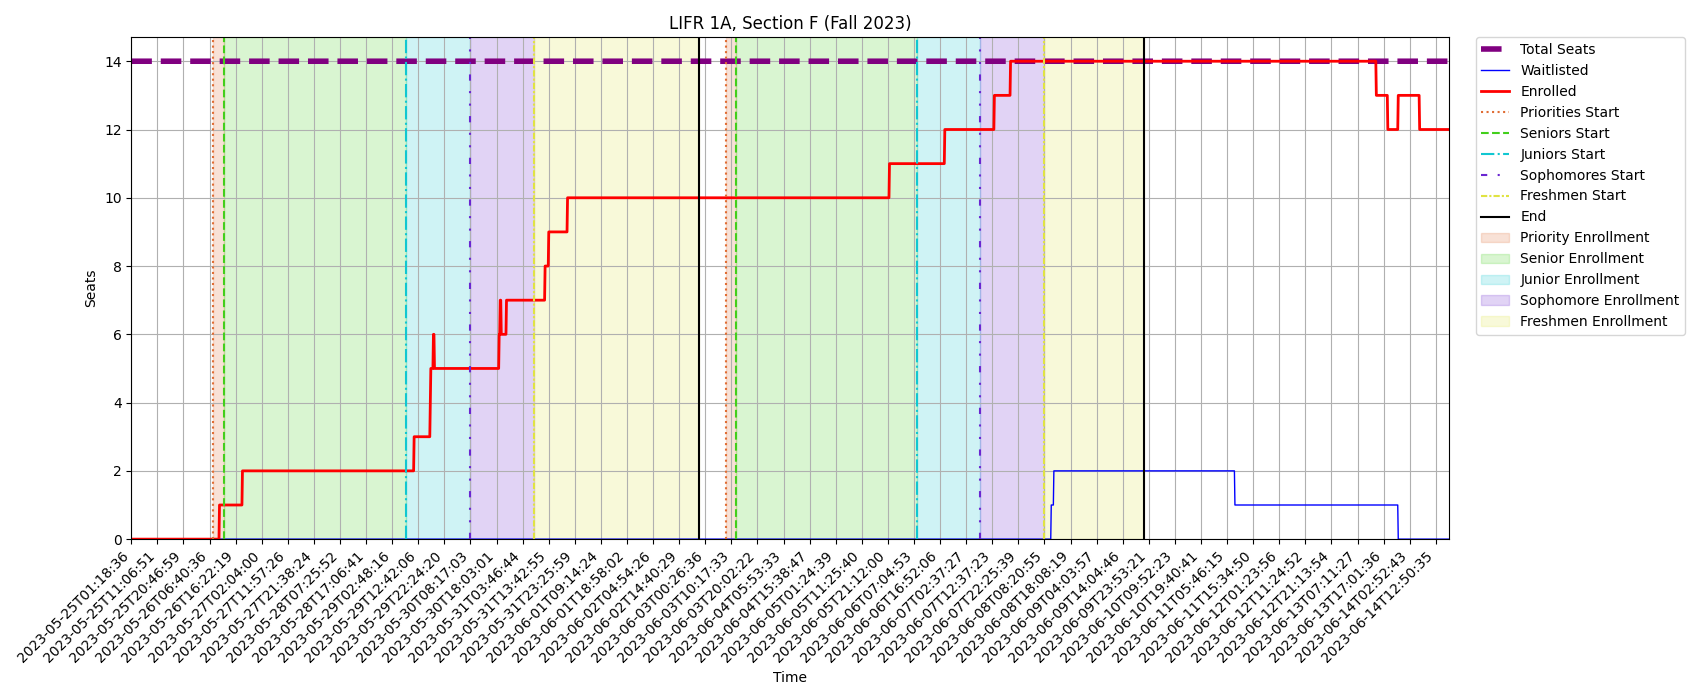 LIFR 1A, Section F (Fall 2023)
Seats
14
12
10
8
6
4
2
0
2023-05-25T01:18:36
2023-05-25T11:06:51
2023-05-25T20:46:59
2023-05-26T06:40:36
2023-05-26T16:22:19
2023-05-27T02:04:00
2023-05-27T11:57:26
2023-05-27T21:38:24
2023-05-28T07:25:52
2023-05-28T17:06:41
2023-05-29T02:48:16
2023-05-29T12:42:06
2023-05-29T22:24:20
2023-05-30T08:17:03
2023-05-30T18:03:01
2023-05-31T03:46:44
2023-05-31T13:42:55
2023-05-31T23:25:59
2023-06-01T09:14:24
2023-06-01T18:58:02
2023-06-02T04:54:26
2023-06-02T14:40:29
2023-06-03T00:26:36
2023-06-03T10:17:33
2023-06-03T20:02:22
2023-06-04T05:53:33
2023-06-04T15:38:47
2023-06-05T01:24:39
2023-06-05T11:25:40
2023-06-05T21:12:00
2023-06-06T07:04:53
2023-06-06T16:52:06
2023-06-07T02:37:27
2023-06-07T12:37:23
2023-06-07T22:25:39
2023-06-08T08:20:55
2023-06-08T18:08:19
2023-06-09T04:03:57
2023-06-09T14:04:46
2023-06-09T23:53:21
2023-06-10T09:52:23
2023-06-10T19:40:41
2023-06-11T05:46:15
2023-06-11T15:34:50
2023-06-12T01:23:56
2023-06-12T11:24:52
2023-06-12T21:13:54
2023-06-13T07:11:27
2023-06-13T17:01:36
2023-06-14T02:52:43
2023-06-14T12:50:35
Time
Total Seats
Waitlisted
Enrolled
Priorities Start
Seniors Start
Juniors Start
Sophomores Start
Freshmen Start
End
Priority Enrollment
Senior Enrollment
Junior Enrollment
Sophomore Enrollment
Freshmen Enrollment